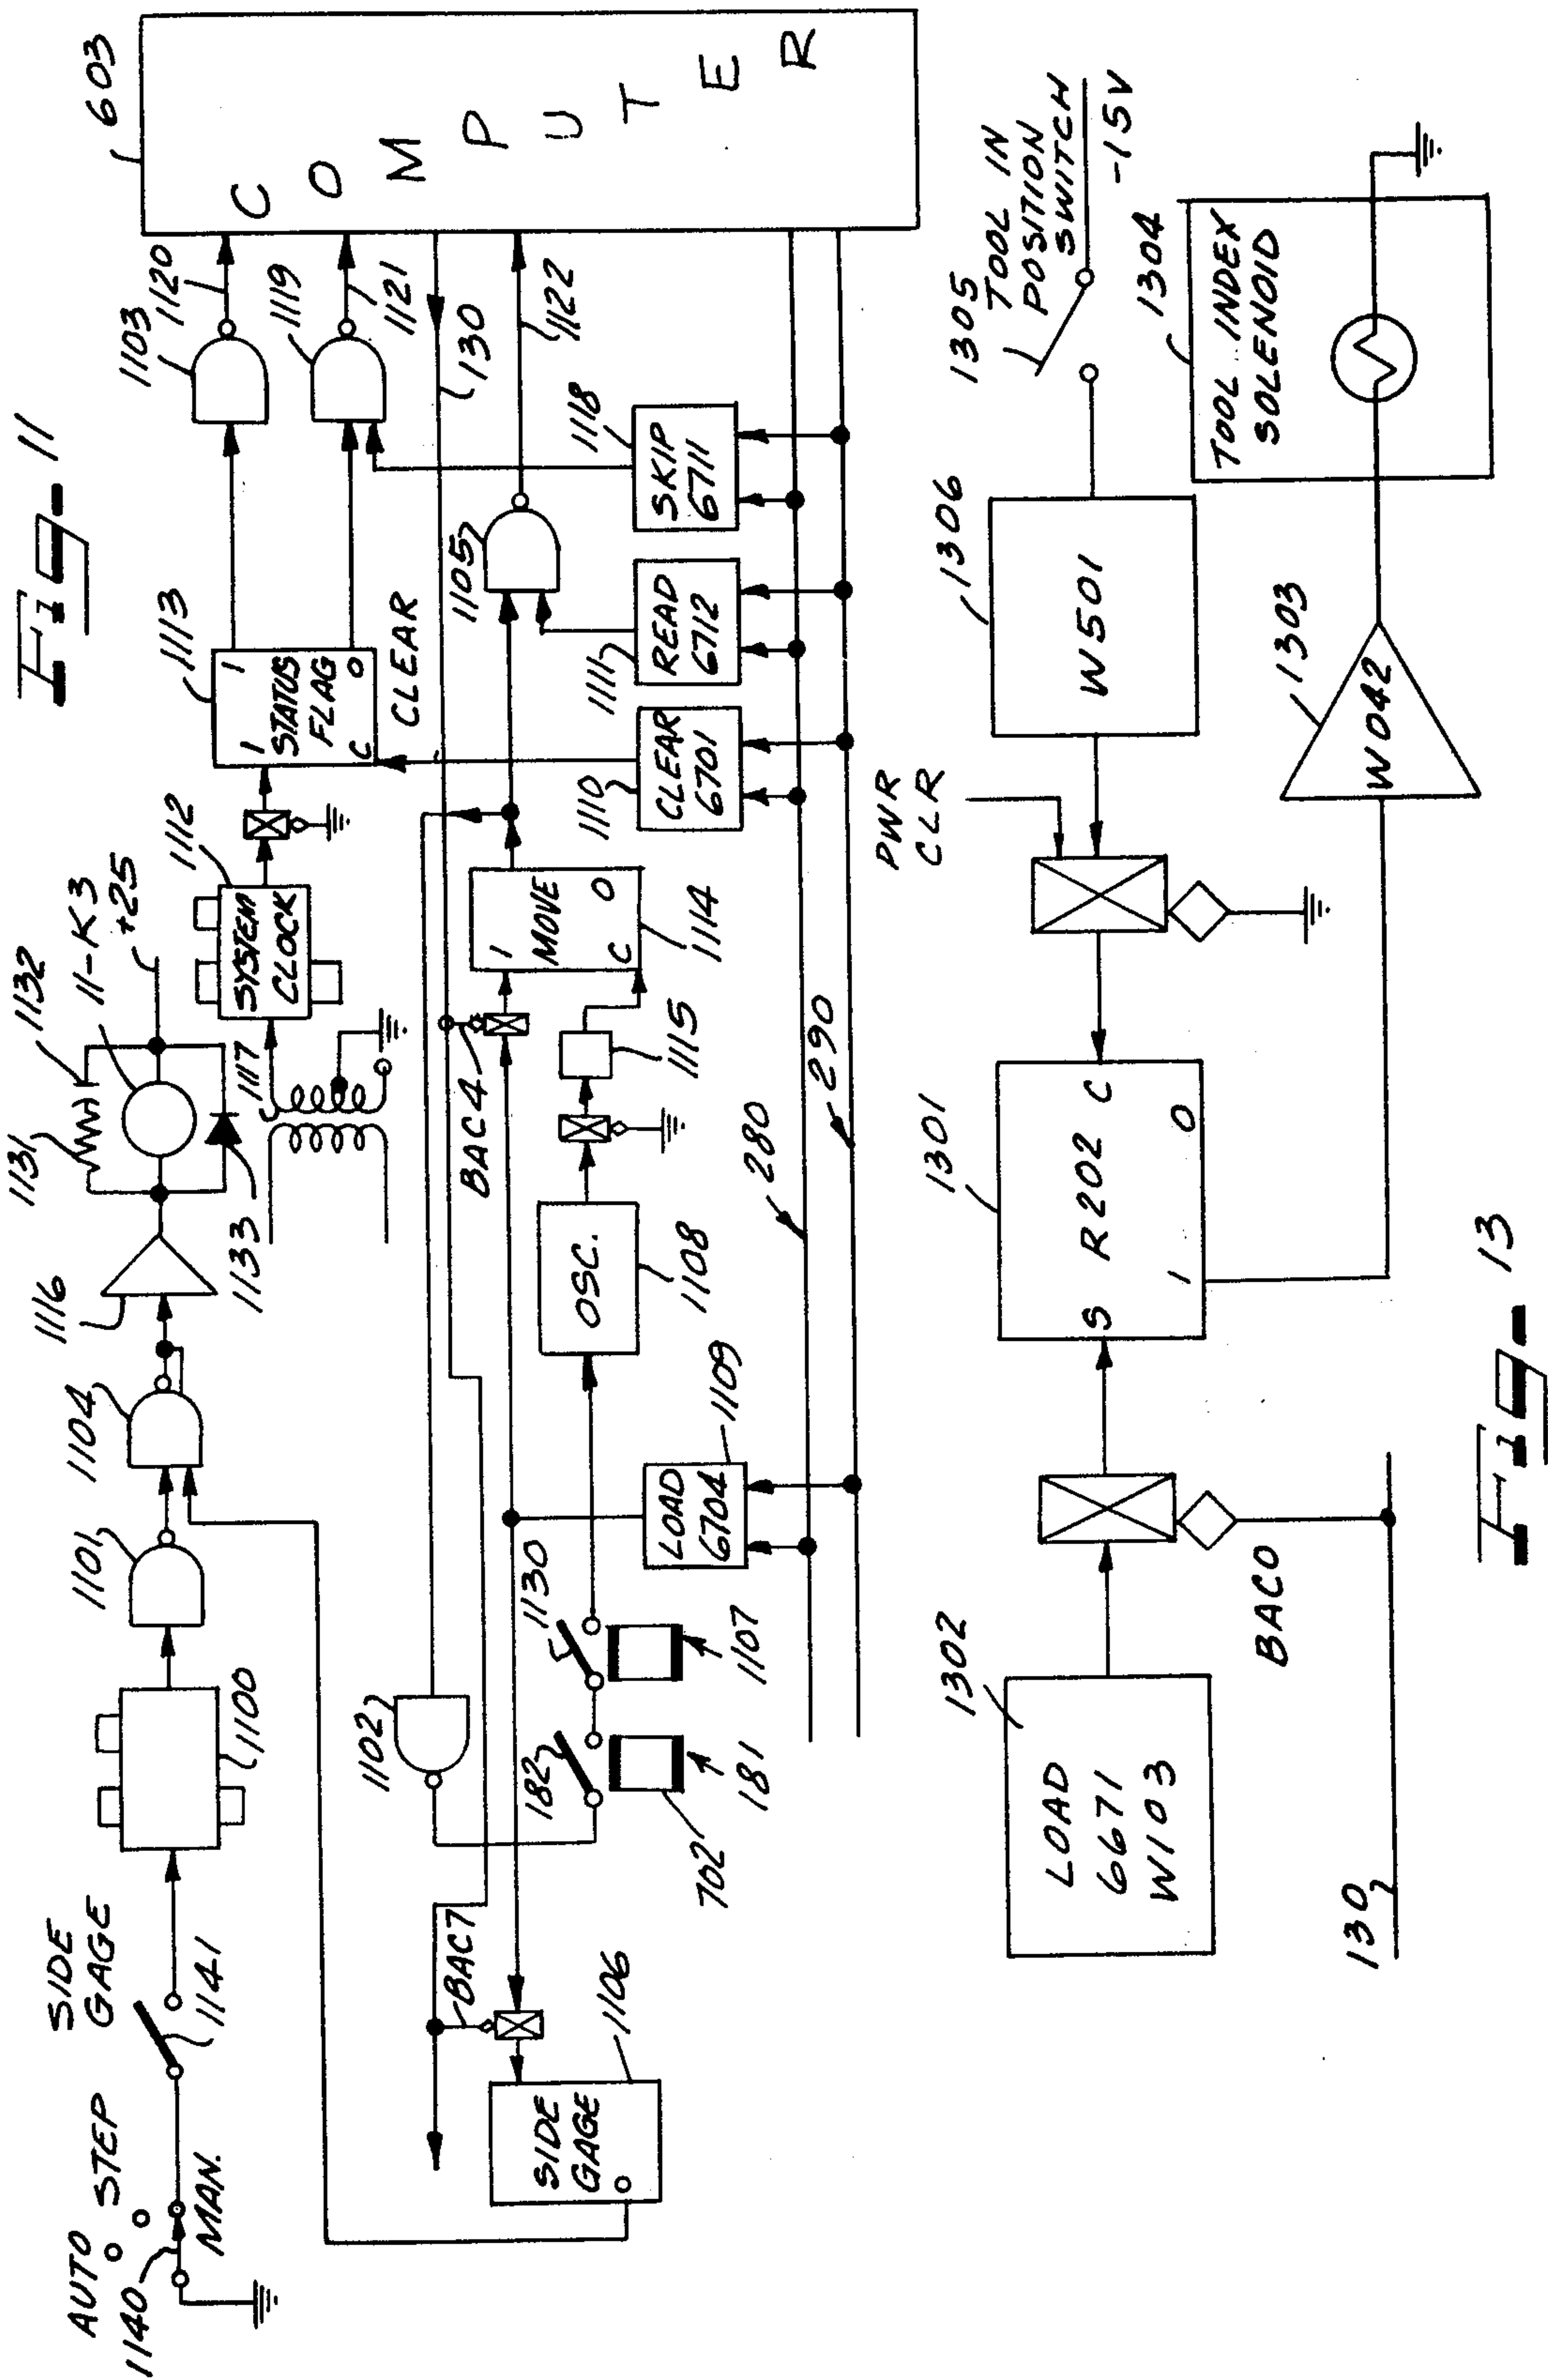 Fig-11
AUTO
STEP
MAN.
1140
SIDE
GAGE
1141
1100
1101
1104
1116
1131
1132
11-K3
+25
1133
1117
SYSTEM
CLOCK
1112
1
1
STATUS
FLAG
C
0
1113
CLEAR
1103
1120
1119
1121
603
COMPUTER
130
1122
1105
1102
BAC7
SIDE
GAGE
0
1106
182
702
181
1130
1107
OSC.
1108
1115
BAC4
1
MOVE
C
0
1114
LOAD
6704
1109
CLEAR
6701
1110
READ
6712
1111
SKIP
6711
1118
280
290
Fig-13
LOAD
6671
W103
1302
BAC0
130
S
R202
C
1
0
1301
PWR
CLR
W501
1306
1305
TOOL IN
POSITION
SWITCH
-15V
W042
1303
TOOL INDEX
SOLENOID
1304